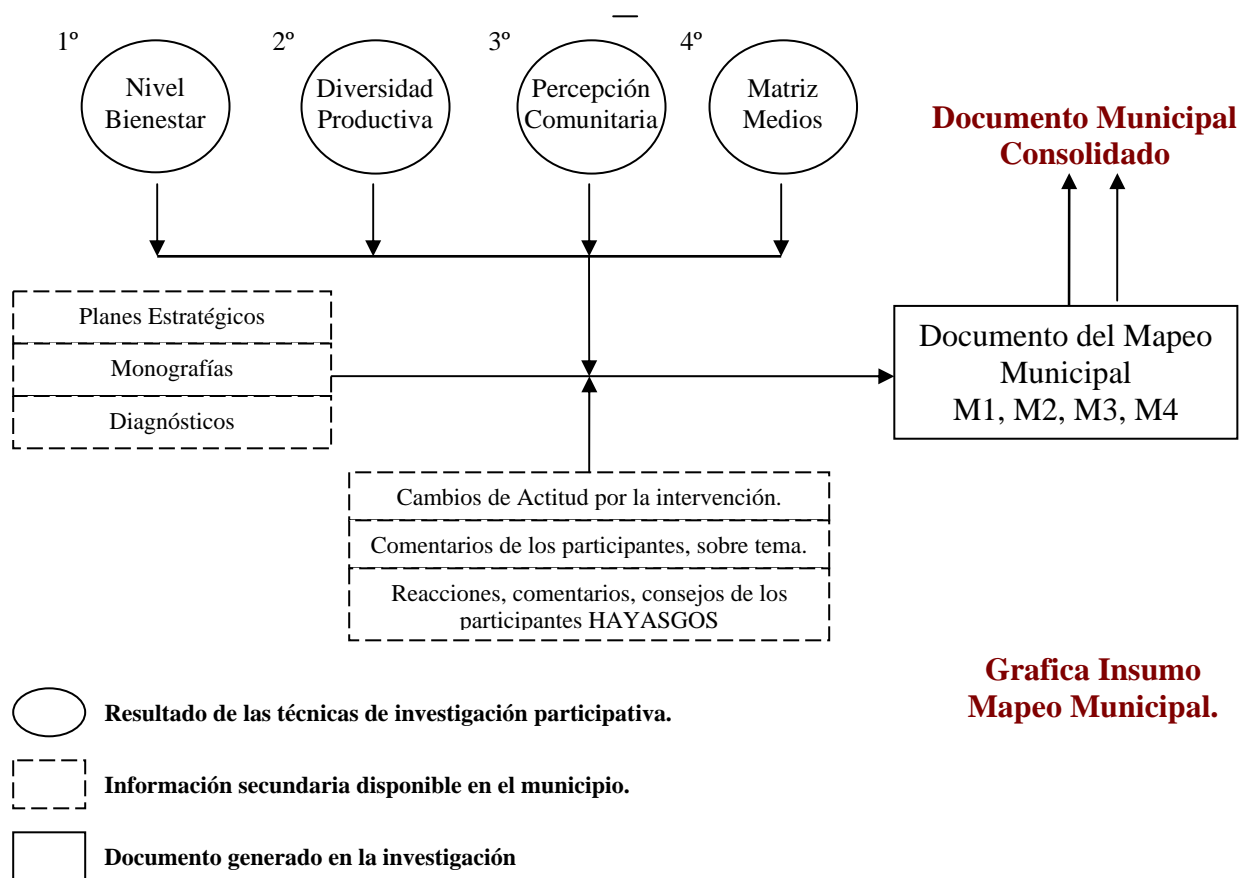 1º
Nivel
Bienestar
2º
Diversidad
Productiva
3º
Percepción
Comunitaria
4º
Matriz
Medios
Documento Municipal
Consolidado
Planes Estratégicos
Monografías
Diagnósticos
Documento del Mapeo
Municipal
M1, M2, M3, M4
Cambios de Actitud por la intervención.
Comentarios de los participantes, sobre tema.
Reacciones, comentarios, consejos de los
participantes HAYASGOS
Grafica Insumo
Mapeo Municipal.
Resultado de las técnicas de investigación participativa.
Información secundaria disponible en el municipio.
Documento generado en la investigación